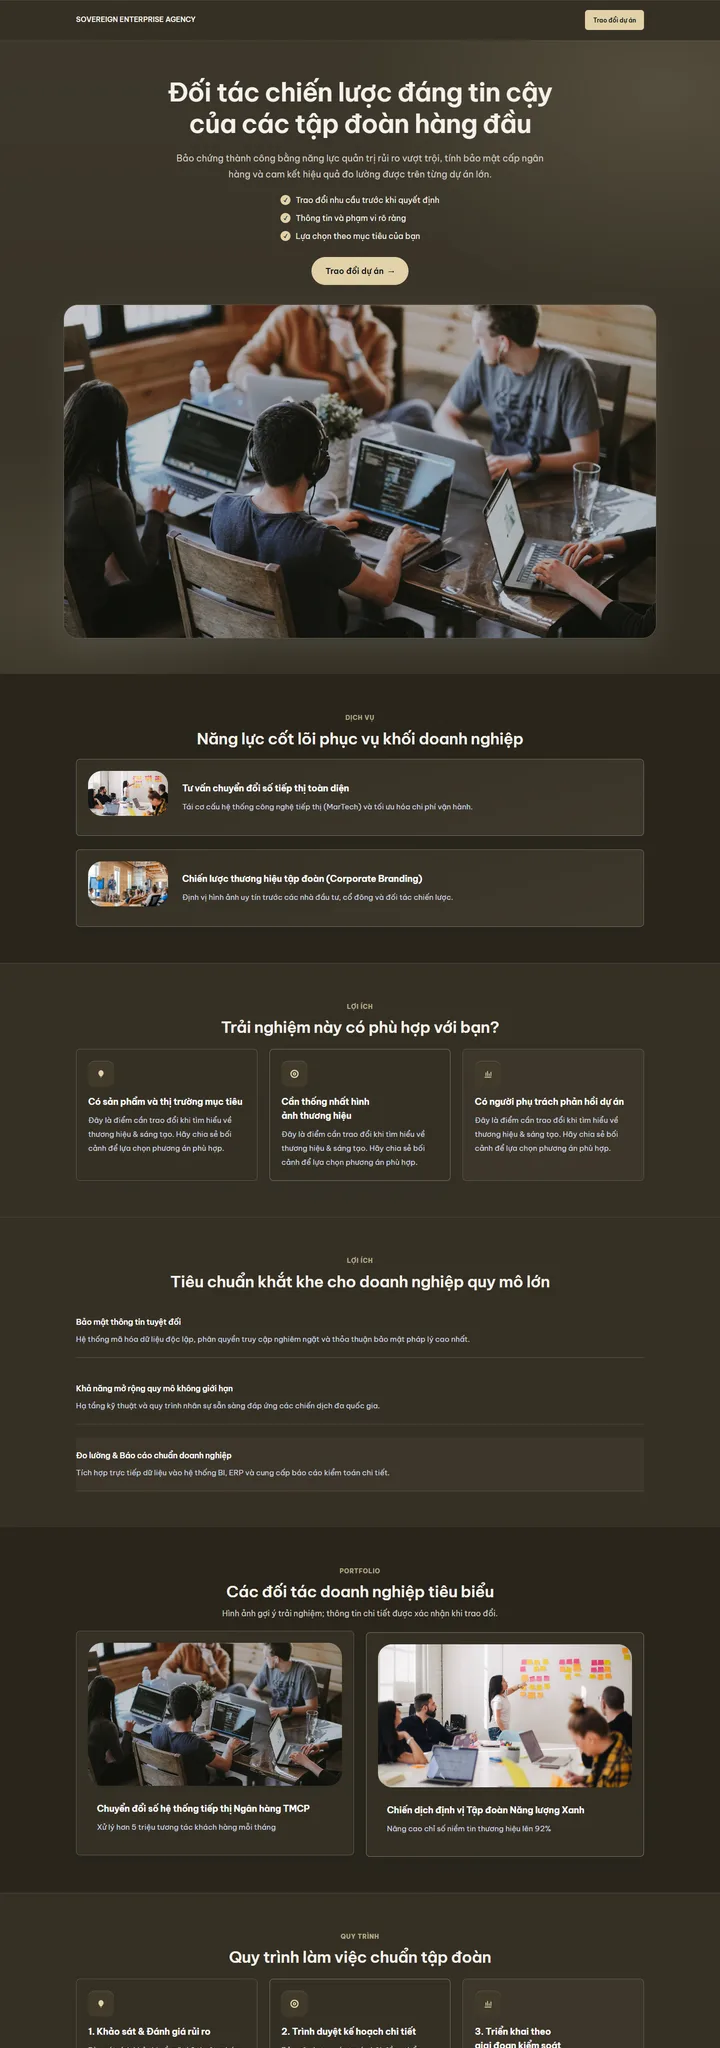 SOVEREIGN ENTERPRISE AGENCY
Trao đổi dự án
Đối tác chiến lược đáng tin cậy
của các tập đoàn hàng đầu
Bảo chứng thành công bằng năng lực quản trị rủi ro vượt trội, tính bảo mật cấp ngân
hàng và cam kết hiệu quả đo lường được trên từng dự án lớn.
Trao đổi nhu cầu trước khi quyết định
Thông tin và phạm vi rõ ràng
Lựa chọn theo mục tiêu của bạn
Trao đổi dự án →
DỊCH VỤ
Năng lực cốt lõi phục vụ khối doanh nghiệp
Tư vấn chuyển đổi số tiếp thị toàn diện
Tái cơ cấu hệ thống công nghệ tiếp thị (MarTech) và tối ưu hóa chi phí vận hành.
Chiến lược thương hiệu tập đoàn (Corporate Branding)
Định vị hình ảnh uy tín trước các nhà đầu tư, cổ đông và đối tác chiến lược.
LỢI ÍCH
Trải nghiệm này có phù hợp với bạn?
Có sản phẩm và thị trường mục tiêu
Đây là điểm cần trao đổi khi tìm hiểu về
thương hiệu & sáng tạo. Hãy chia sẻ bối
cảnh để lựa chọn phương án phù hợp.
Cần thống nhất hình
ảnh thương hiệu
Đây là điểm cần trao đổi khi tìm hiểu về
thương hiệu & sáng tạo. Hãy chia sẻ bối
cảnh để lựa chọn phương án phù hợp.
Có người phụ trách phản hồi dự án
Đây là điểm cần trao đổi khi tìm hiểu về
thương hiệu & sáng tạo. Hãy chia sẻ bối
cảnh để lựa chọn phương án phù hợp.
LỢI ÍCH
Tiêu chuẩn khắt khe cho doanh nghiệp quy mô lớn
Bảo mật thông tin tuyệt đối
Hệ thống mã hóa dữ liệu độc lập, phân quyền truy cập nghiêm ngặt và thỏa thuận bảo mật pháp lý cao nhất.
Khả năng mở rộng quy mô không giới hạn
Hạ tầng kỹ thuật và quy trình nhân sự sẵn sàng đáp ứng các chiến dịch đa quốc gia.
Đo lường & Báo cáo chuẩn doanh nghiệp
Tích hợp trực tiếp dữ liệu vào hệ thống BI, ERP và cung cấp báo cáo kiểm toán chi tiết.
PORTFOLIO
Các đối tác doanh nghiệp tiêu biểu
Hình ảnh gợi ý trải nghiệm; thông tin chi tiết được xác nhận khi trao đổi.
Chuyển đổi số hệ thống tiếp thị Ngân hàng TMCP
Xử lý hơn 5 triệu tương tác khách hàng mỗi tháng
Chiến dịch định vị Tập đoàn Năng lượng Xanh
Nâng cao chỉ số niềm tin thương hiệu lên 92%
QUY TRÌNH
Quy trình làm việc chuẩn tập đoàn
1. Khảo sát & Đánh giá rủi ro
2. Trình duyệt kế hoạch chi tiết
3. Triển khai theo
giai đoạn kiểm soát